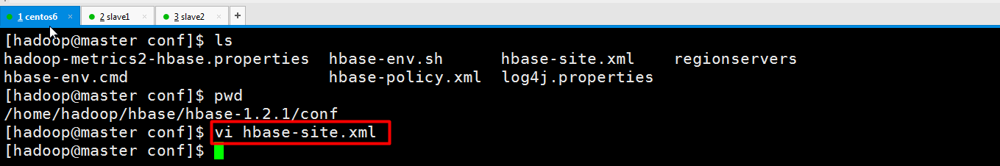 1 centos6 × 2 slave1 × 3 slave2 × +
[hadoop@master conf]$ ls
hadoop-metrics2-hbase.properties hbase-env.sh hbase-site.xml regionservers
hbase-env.cmd hbase-policy.xml log4j.properties
[hadoop@master conf]$ pwd
/home/hadoop/hbase/hbase-1.2.1/conf
[hadoop@master conf]$ vi hbase-site.xml
[hadoop@master conf]$